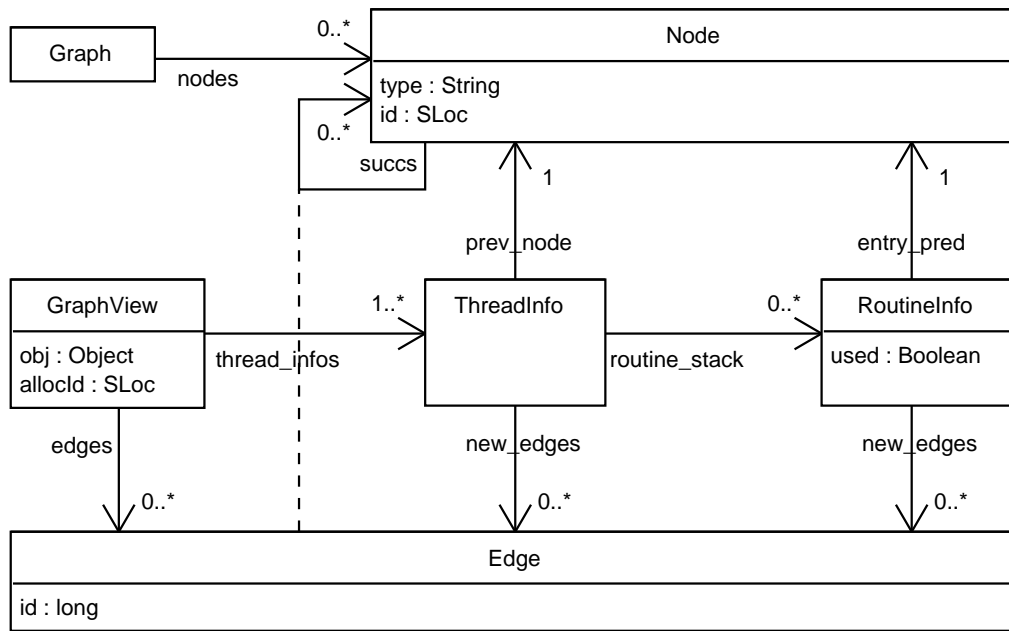 Graph
nodes
0..*
Node
type : String
id : SLoc
0..*
succs
1
1
prev_node
entry_pred
GraphView
obj : Object
allocId : SLoc
1..*
thread_infos
ThreadInfo
0..*
routine_stack
RoutineInfo
used : Boolean
edges
new_edges
new_edges
0..*
0..*
0..*
Edge
id : long